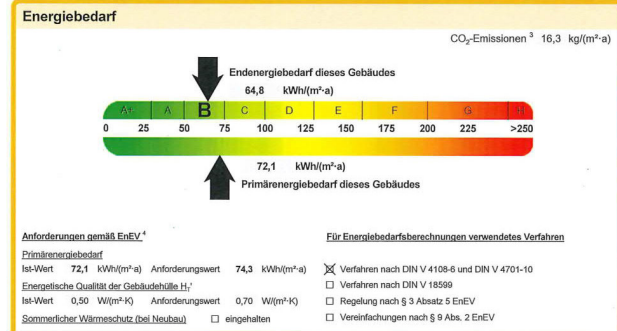 Energiebedarf
CO₂-Emissionen ³ 16,3 kg/(m²·a)
Endenergiebedarf dieses Gebäudes
64,8 kWh/(m²·a)
A+ A B C D E F G H
0 25 50 75 100 125 150 175 200 225 >250
72,1 kWh/(m²·a)
Primärenergiebedarf dieses Gebäudes
Anforderungen gemäß EnEV ⁴
Primärenergiebedarf
Ist-Wert 72,1 kWh/(m²·a) Anforderungswert 74,3 kWh/(m²·a)
Energetische Qualität der Gebäudehülle H_T'
Ist-Wert 0,50 W/(m²·K) Anforderungswert 0,70 W/(m²·K)
Sommerlicher Wärmeschutz (bei Neubau) ☐ eingehalten
Für Energiebedarfsberechnungen verwendetes Verfahren
☒ Verfahren nach DIN V 4108-6 und DIN V 4701-10
☐ Verfahren nach DIN V 18599
☐ Regelung nach § 3 Absatz 5 EnEV
☐ Vereinfachungen nach § 9 Abs. 2 EnEV